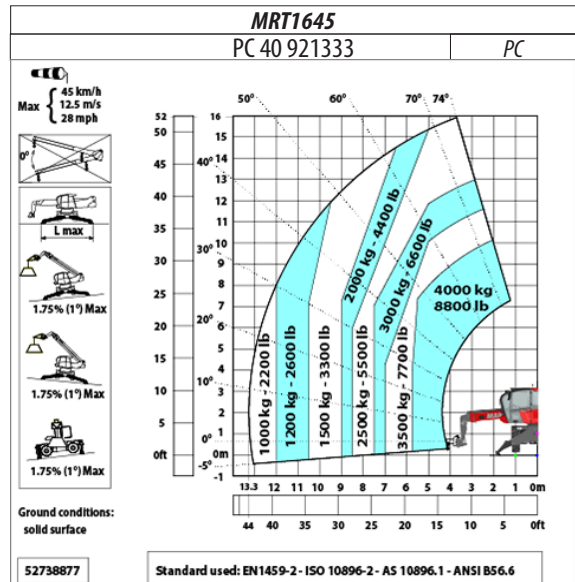 MRT1645
PC 40 921333 PC
Max { 45 km/h
12.5 m/s
28 mph
0°
L max
1.75% (1°) Max
1.75% (1°) Max
1.75% (1°) Max
Ground conditions:
solid surface
52738877
50° 60° 70° 74°
40°
30°
20°
10°
0°
-5°
52
50
45
40
35
30
25
20
15
10
5
0ft
16
15
14
13
12
11
10
9
8
7
6
5
4
3
2
1
0m
-1
1000 kg - 2200 lb
1200 kg - 2600 lb
1500 kg - 3300 lb
2000 kg - 4400 lb
2500 kg - 5500 lb
3000 kg - 6600 lb
3500 kg - 7700 lb
4000 kg
8800 lb
13.3 12 11 10 9 8 7 6 5 4 3 2 1 0m
44 40 35 30 25 20 15 10 5 0ft
Standard used: EN1459-2 - ISO 10896-2 - AS 10896.1 - ANSI B56.6